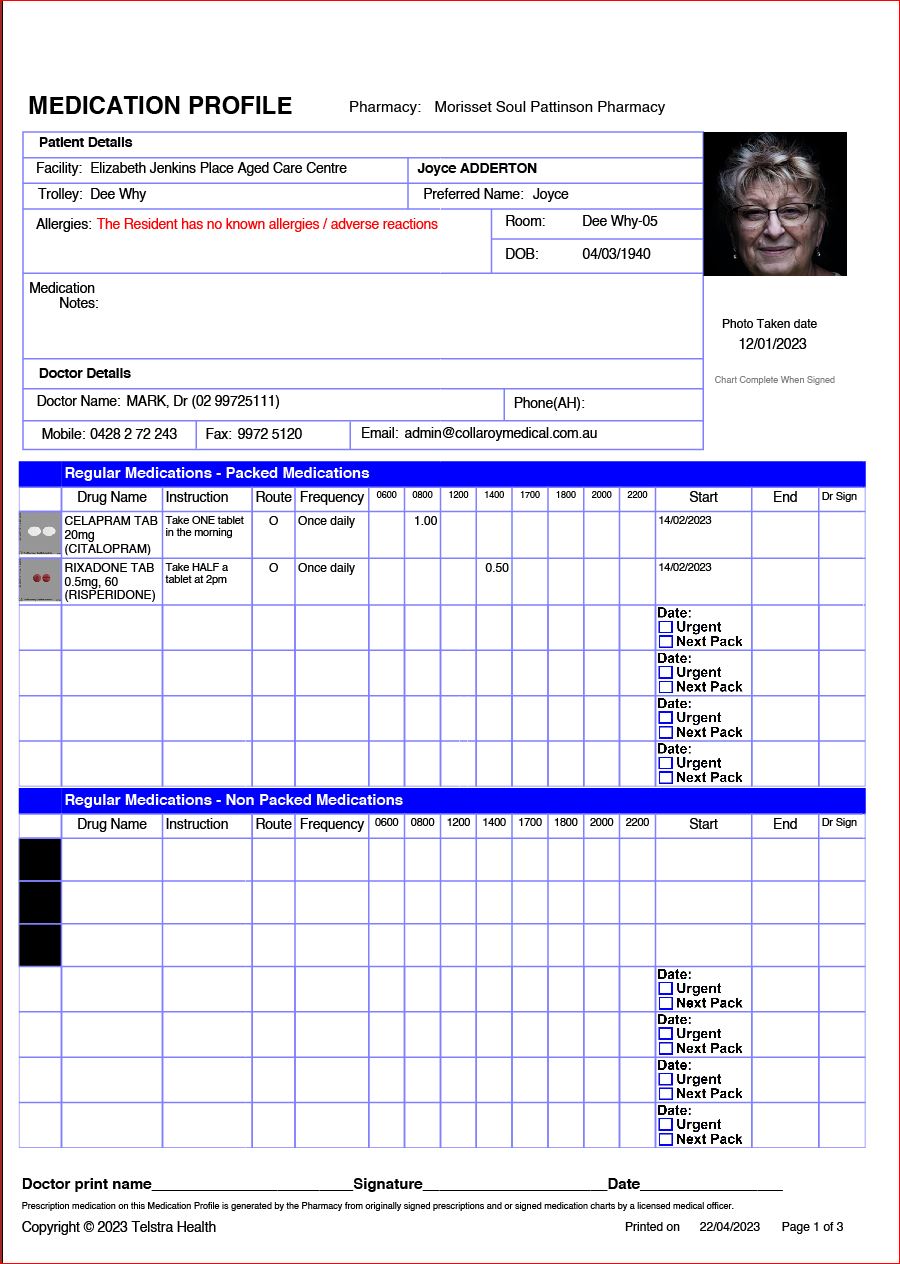 MEDICATION PROFILE Pharmacy: Morisset Soul Pattinson Pharmacy
Patient Details
Facility: Elizabeth Jenkins Place Aged Care Centre Joyce ADDERTON
Trolley: Dee Why Preferred Name: Joyce
Allergies: The Resident has no known allergies / adverse reactions Room: Dee Why-05
DOB: 04/03/1940
Medication
Notes:
Photo Taken date
12/01/2023
Chart Complete When Signed
Doctor Details
Doctor Name: MARK, Dr (02 99725111) Phone(AH):
Mobile: 0428 2 72 243 Fax: 9972 5120 Email: admin@collaroymedical.com.au
Regular Medications - Packed Medications
Drug Name Instruction Route Frequency 0600 0800 1200 1400 1700 1800 2000 2200 Start End Dr Sign
CELAPRAM TAB Take ONE tablet O Once daily 1.00 14/02/2023
20mg in the morning
(CITALOPRAM)
RIXADONE TAB Take HALF a O Once daily 0.50 14/02/2023
0.5mg, 60 tablet at 2pm
(RISPERIDONE)
Date:
Urgent
Next Pack
Date:
Urgent
Next Pack
Date:
Urgent
Next Pack
Date:
Urgent
Next Pack
Regular Medications - Non Packed Medications
Drug Name Instruction Route Frequency 0600 0800 1200 1400 1700 1800 2000 2200 Start End Dr Sign
Date:
Urgent
Next Pack
Date:
Urgent
Next Pack
Date:
Urgent
Next Pack
Date:
Urgent
Next Pack
Doctor print name____________________Signature____________________Date________________
Prescription medication on this Medication Profile is generated by the Pharmacy from originally signed prescriptions and or signed medication charts by a licensed medical officer.
Copyright © 2023 Telstra Health Printed on 22/04/2023 Page 1 of 3